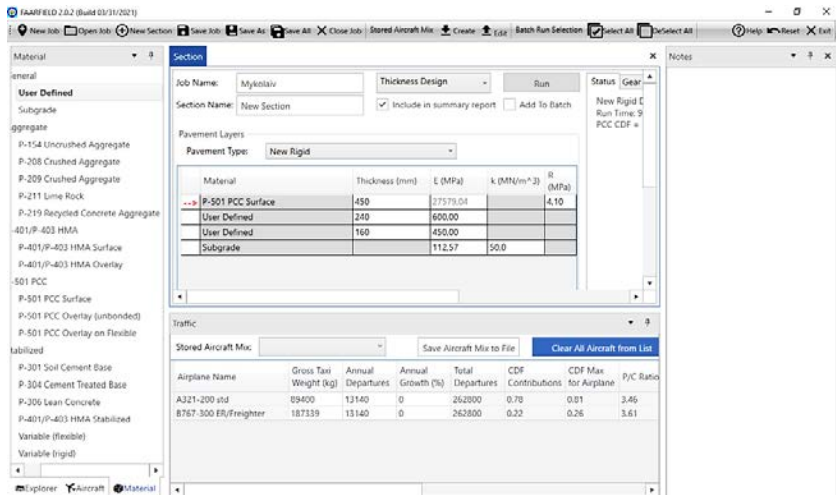 FAARFIELD 2.0.2 (Build 03/31/2021)
New Job Open Job New Section Save Job Save As Save All Close Job Stored Aircraft Mix Create Edit Batch Run Selection Select All DeSelect All Help Reset Exit
Material
eneral
User Defined
Subgrade
ggregate
P-154 Uncrushed Aggregate
P-208 Crushed Aggregate
P-209 Crushed Aggregate
P-211 Lime Rock
P-219 Recycled Concrete Aggregate
-401/P-403 HMA
P-401/P-403 HMA Surface
P-401/P-403 HMA Overlay
-501 PCC
P-501 PCC Surface
P-501 PCC Overlay (unbonded)
P-501 PCC Overlay on Flexible
tabilized
P-301 Soil Cement Base
P-304 Cement Treated Base
P-306 Lean Concrete
P-401/P-403 HMA Stabilized
Variable (flexible)
Variable (rigid)
Explorer Aircraft Material
Section
Job Name: Mykolaiv Thickness Design Run
Section Name: New Section Include in summary report Add To Batch
Pavement Layers
Pavement Type: New Rigid
Material Thickness (mm) E (MPa) k (MN/m^3) R (MPa)
--> P-501 PCC Surface 450 27579,04 4,10
User Defined 240 600,00
User Defined 160 450,00
Subgrade 112,57 50,0
Status Gear
New Rigid D
Run Time: 9
PCC CDF =
Traffic
Stored Aircraft Mix: Save Aircraft Mix to File Clear All Aircraft from List
Airplane Name Gross Taxi Weight (kg) Annual Departures Annual Growth (%) Total Departures CDF Contributions CDF Max for Airplane P/C Ratio
A321-200 std 89400 13140 0 262800 0.78 0.81 3.46
B767-300 ER/Freighter 187339 13140 0 262800 0.22 0.26 3.61
Notes